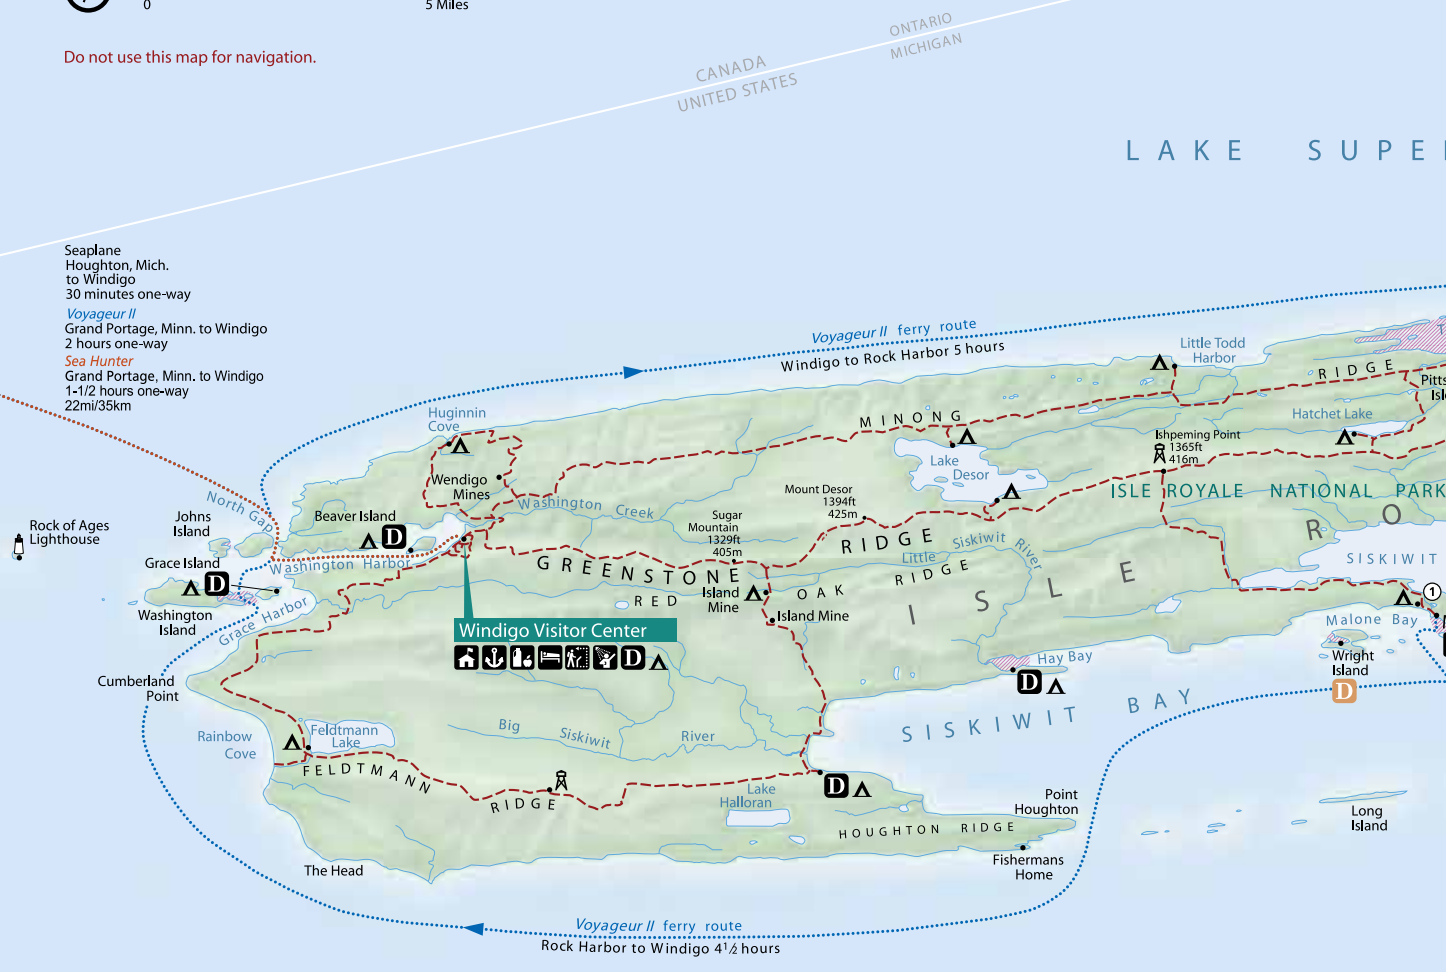 0
5 Miles
Do not use this map for navigation.
ONTARIO
MICHIGAN
CANADA
UNITED STATES
LAKE SUPE
Seaplane
Houghton, Mich.
to Windigo
30 minutes one-way
Voyageur II
Grand Portage, Minn. to Windigo
2 hours one-way
Sea Hunter
Grand Portage, Minn. to Windigo
1-1/2 hours one-way
22mi/35km
Voyageur II ferry route
Windigo to Rock Harbor 5 hours
Little Todd
Harbor
RIDGE
Huginnin
Cove
MINONG
Hatchet Lake
Ishpeming Point
1365ft
416m
Lake
Desor
Wendigo
Mines
Mount Desor
1394ft
425m
ISLE ROYALE NATIONAL PARK
North Gap
Washington Creek
Johns
Island
Beaver Island
D
Sugar
Mountain
1329ft
405m
RO
Rock of Ages
Lighthouse
RIDGE
Little Siskiwit River
SISKIWIT
Grace Island
D
Washington Harbor
GREENSTONE
RED OAK RIDGE
ISLE
Island
Mine
Island Mine
1
Washington
Island
Grace Harbor
Malone Bay
Windigo Visitor Center
D
Hay Bay
D
Wright
Island
D
Cumberland
Point
SISKIWIT BAY
Rainbow
Cove
Feldtmann
Lake
Big Siskiwit River
FELDTMANN RIDGE
D
Lake
Halloran
Point
Houghton
Long
Island
HOUGHTON RIDGE
Fishermans
Home
The Head
Voyageur II ferry route
Rock Harbor to Windigo 4 1/2 hours